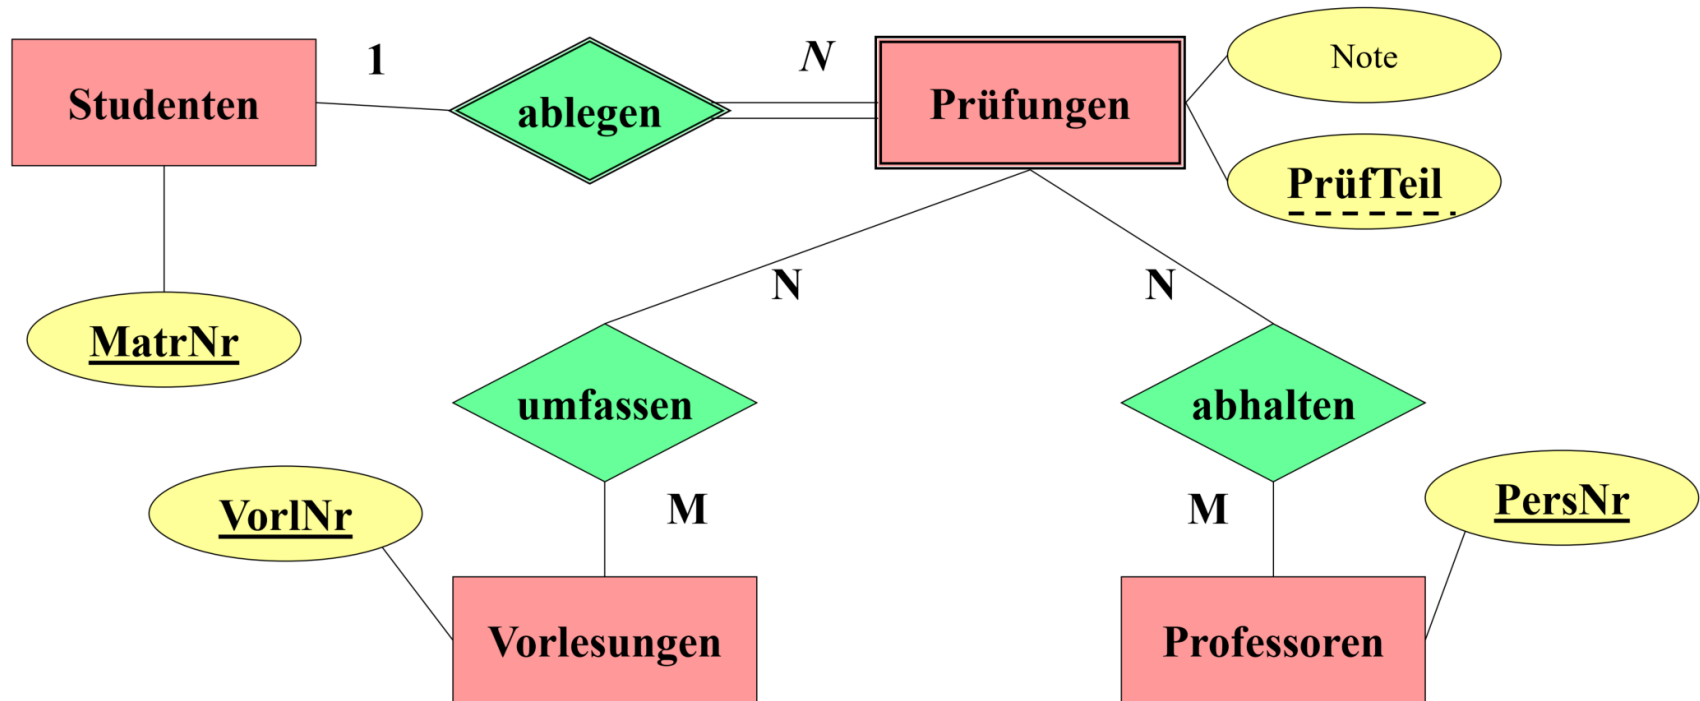 Studenten
1
ablegen
N
Prüfungen
Note
PrüfTeil
MatrNr
N
N
umfassen
abhalten
VorlNr
M
M
PersNr
Vorlesungen
Professoren